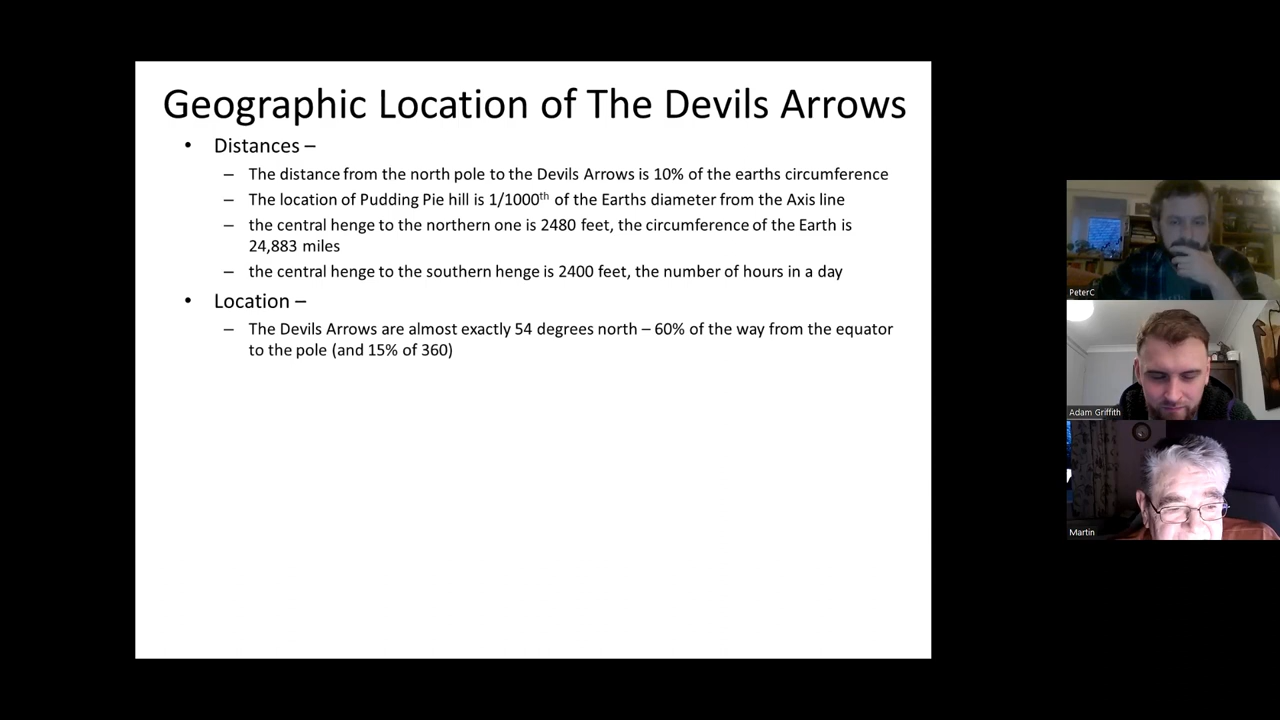 Geographic Location of The Devils Arrows
• Distances –
– The distance from the north pole to the Devils Arrows is 10% of the earths circumference
– The location of Pudding Pie hill is 1/1000th of the Earths diameter from the Axis line
– the central henge to the northern one is 2480 feet, the circumference of the Earth is
24,883 miles
– the central henge to the southern henge is 2400 feet, the number of hours in a day
• Location –
– The Devils Arrows are almost exactly 54 degrees north – 60% of the way from the equator
to the pole (and 15% of 360)
PeterC
Adam Griffith
Martin